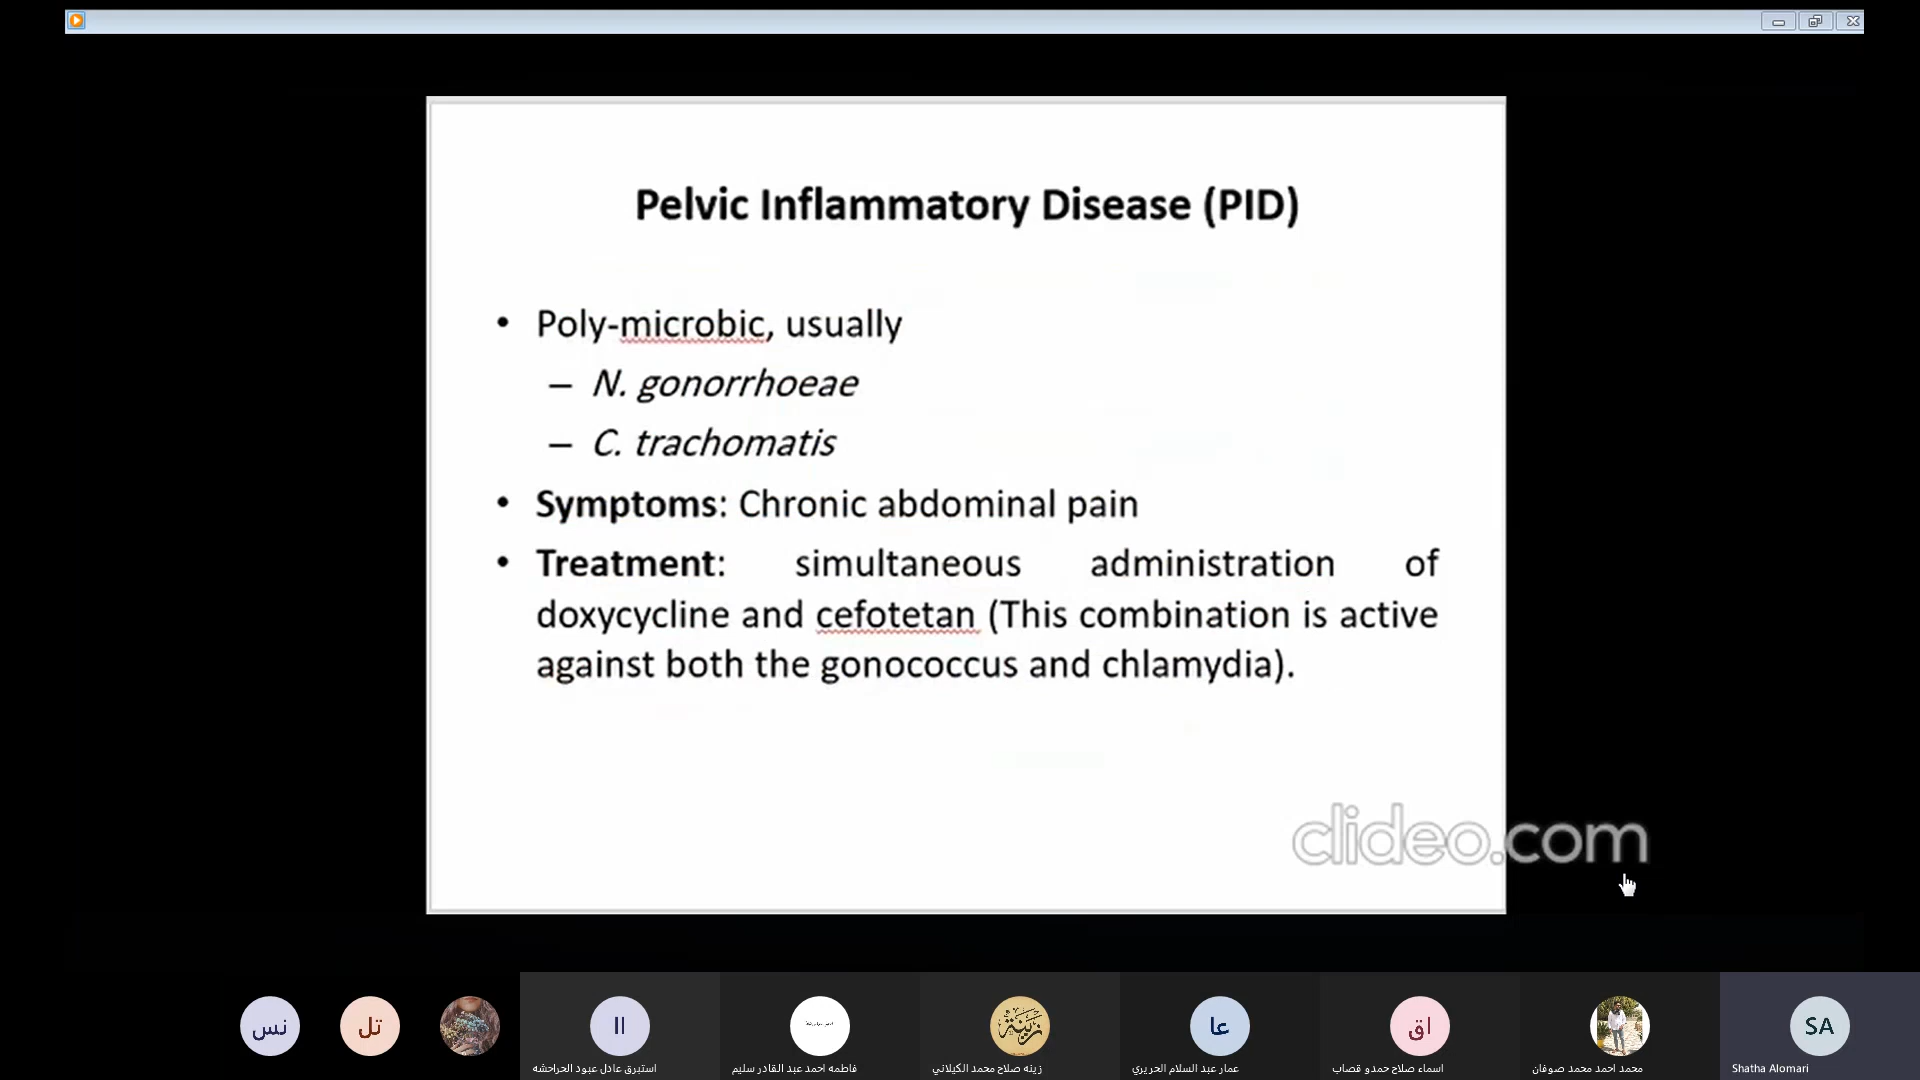 Pelvic Inflammatory Disease (PID)
• Poly-microbic, usually
– N. gonorrhoeae
– C. trachomatis
• Symptoms: Chronic abdominal pain
• Treatment: simultaneous administration of
doxycycline and cefotetan (This combination is active
against both the gonococcus and chlamydia).
clideo.com
نس
تل
اا
زينة
عا
اق
SA
استبرق عادل عبود الحراحشه
فاطمه احمد عبد القادر سليم
زينه صلاح محمد الكيلاني
عمار عبد السلام الحريري
اسماء صلاح حمدو قصاب
محمد احمد محمد صوفان
Shatha Alomari